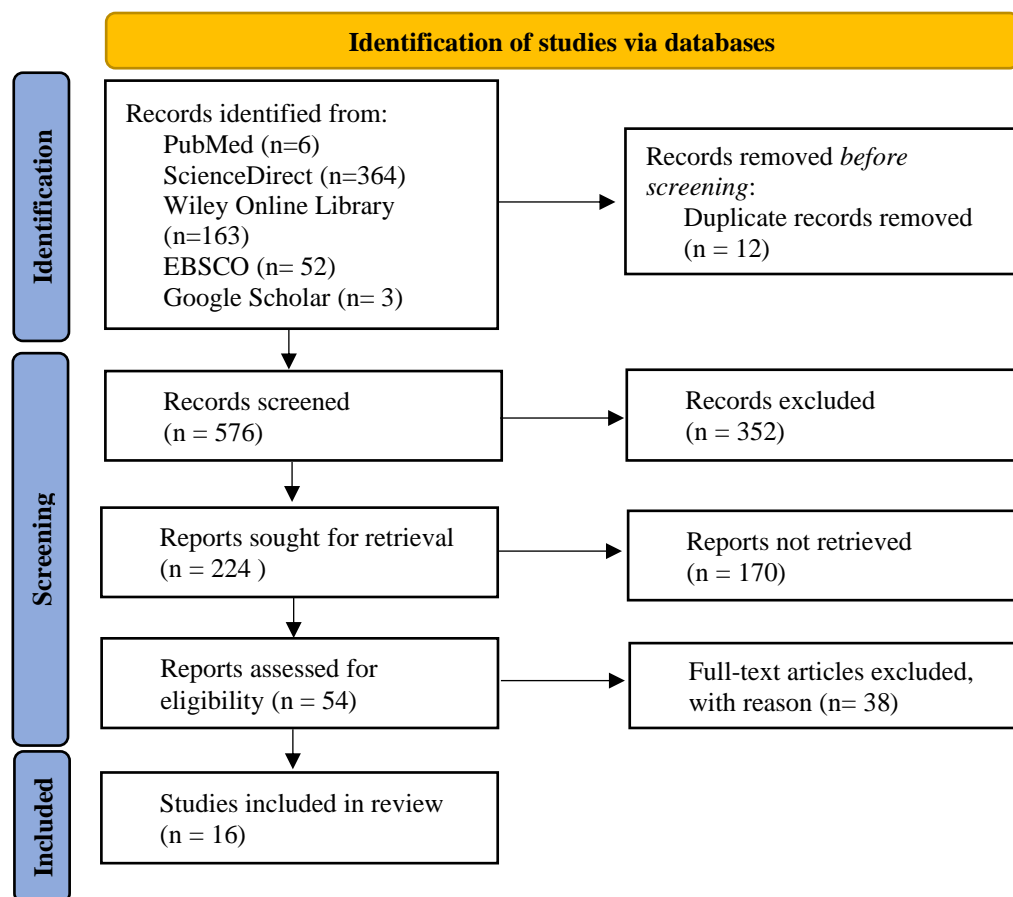 Identification of studies via databases
Identification
Records identified from:
PubMed (n=6)
ScienceDirect (n=364)
Wiley Online Library
(n=163)
EBSCO (n= 52)
Google Scholar (n= 3)
Records removed before
screening:
Duplicate records removed
(n = 12)
Screening
Records screened
(n = 576)
Records excluded
(n = 352)
Reports sought for retrieval
(n = 224 )
Reports not retrieved
(n = 170)
Reports assessed for
eligibility (n = 54)
Full-text articles excluded,
with reason (n= 38)
Included
Studies included in review
(n = 16)